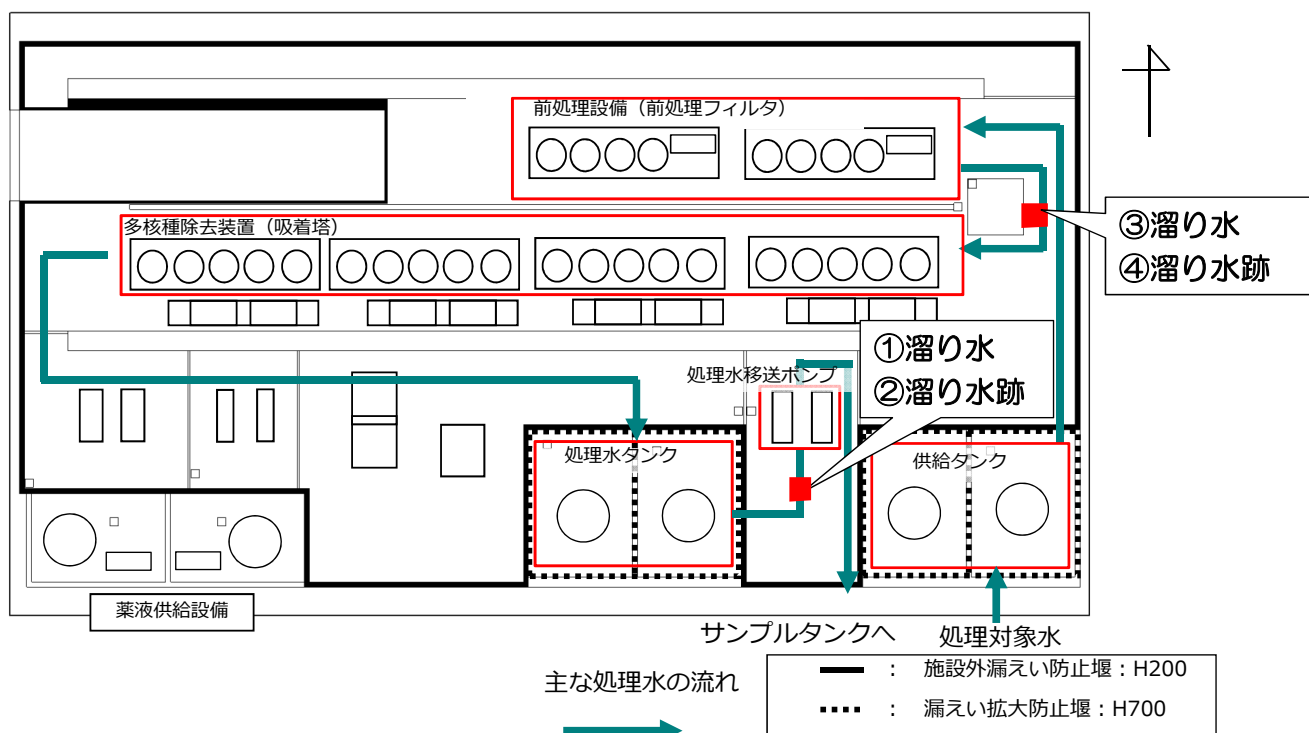 前処理設備（前処理フィルタ）
多核種除去装置（吸着塔）
③溜り水
④溜り水跡
①溜り水
②溜り水跡
処理水移送ポンプ
処理水タンク
供給タンク
薬液供給設備
サンプルタンクへ
処理対象水
主な処理水の流れ
： 施設外漏えい防止堰：H200
： 漏えい拡大防止堰：H700